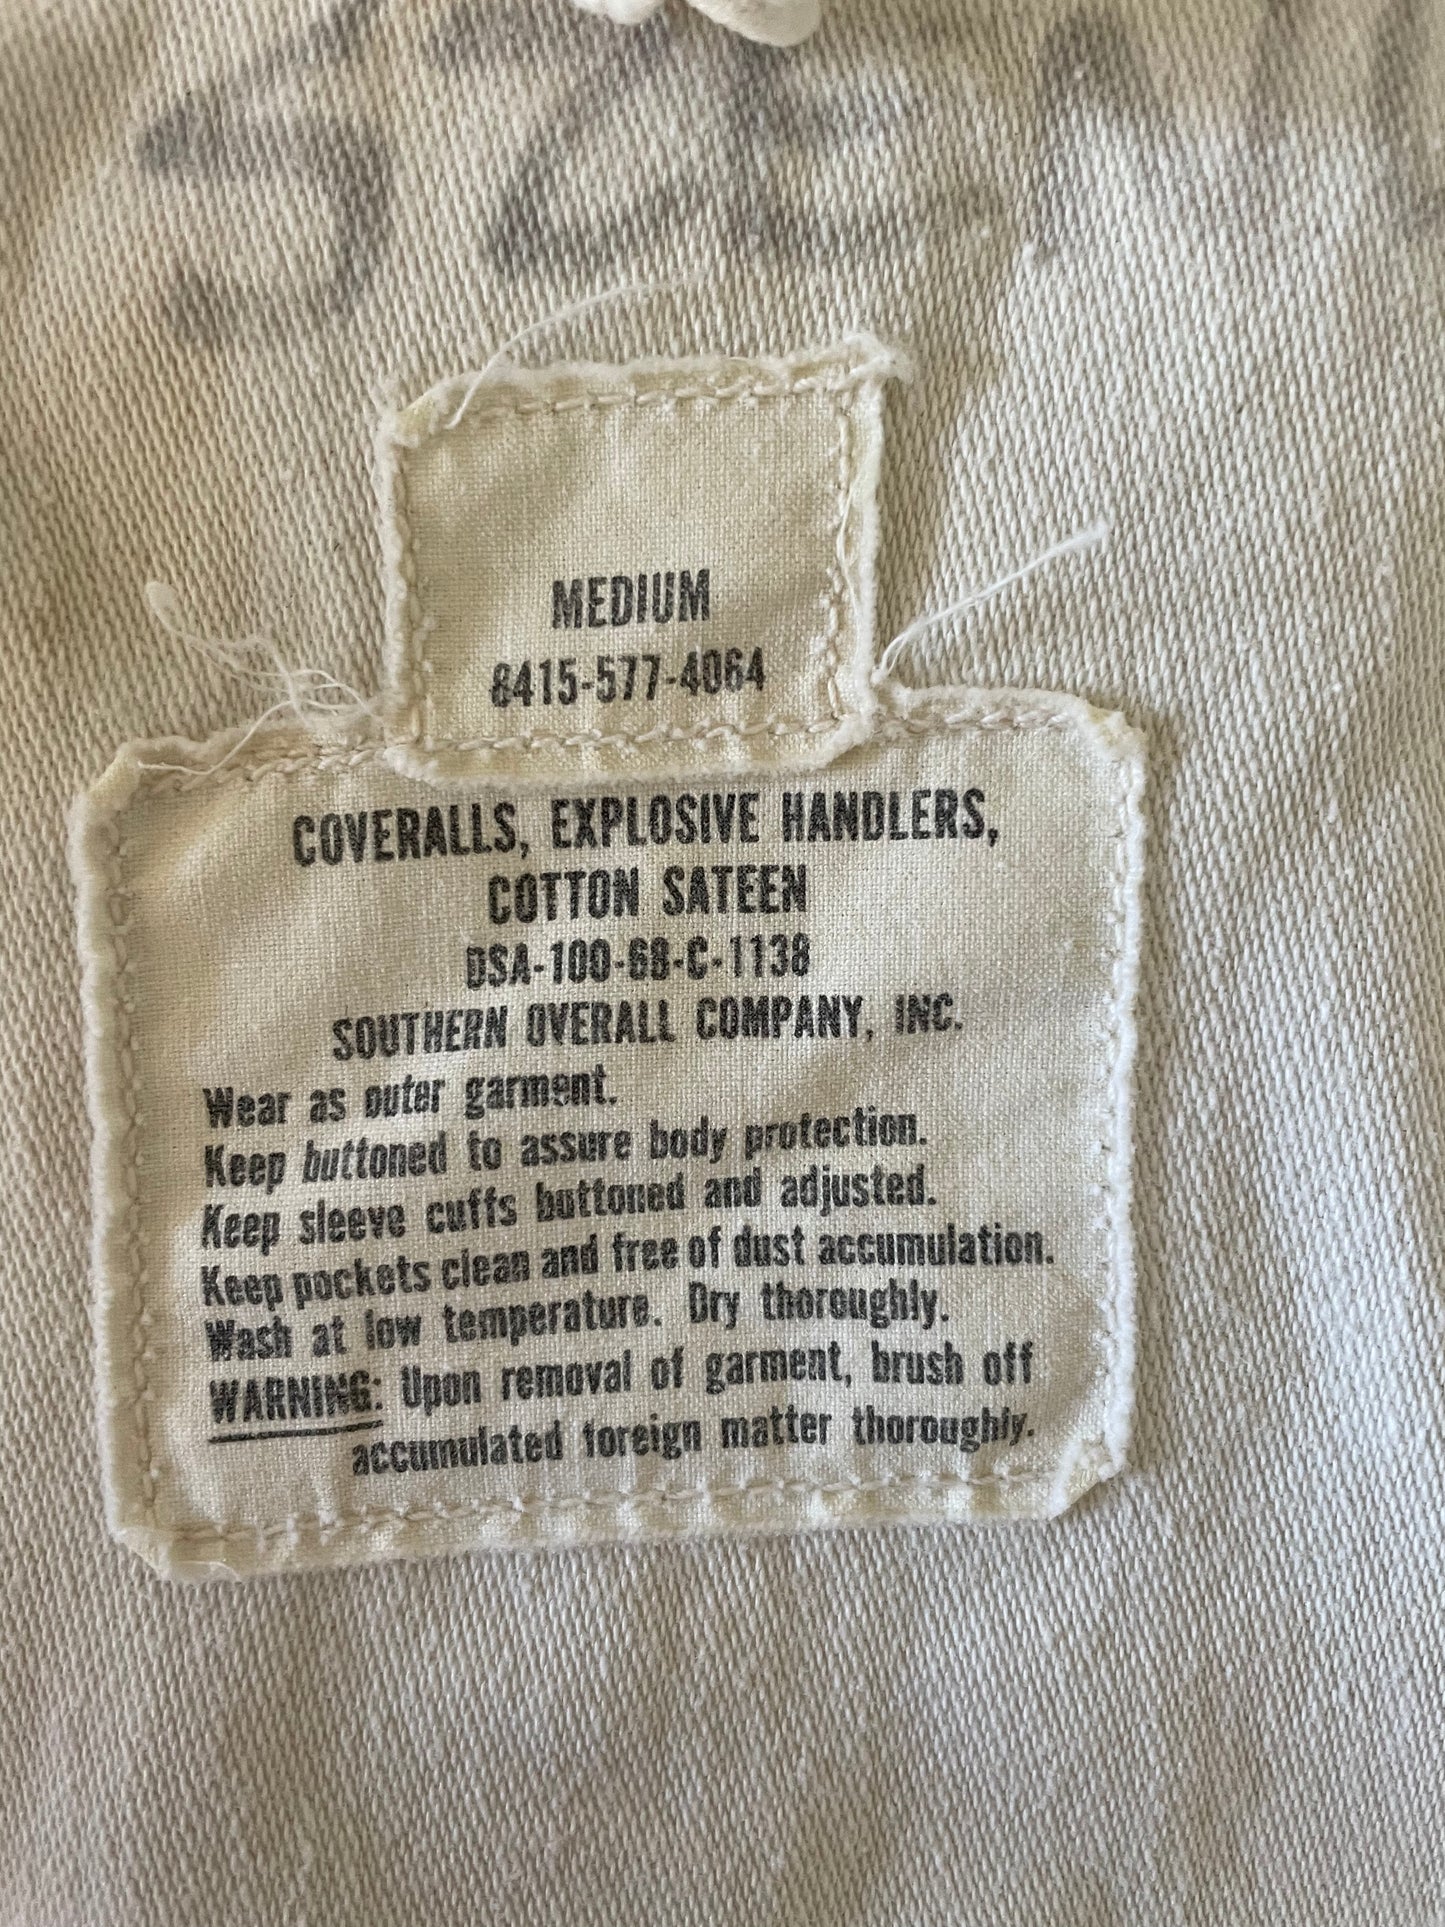 MEDIUM
8415-577-4064
COVERALLS, EXPLOSIVE HANDLERS,
COTTON SATEEN
DSA-100-68-C-1138
SOUTHERN OVERALL COMPANY, INC.
Wear as outer garment.
Keep buttoned to assure body protection.
Keep sleeve cuffs buttoned and adjusted.
Keep pockets clean and free of dust accumulation.
Wash at low temperature. Dry thoroughly.
WARNING: Upon removal of garment, brush off
accumulated foreign matter thoroughly.